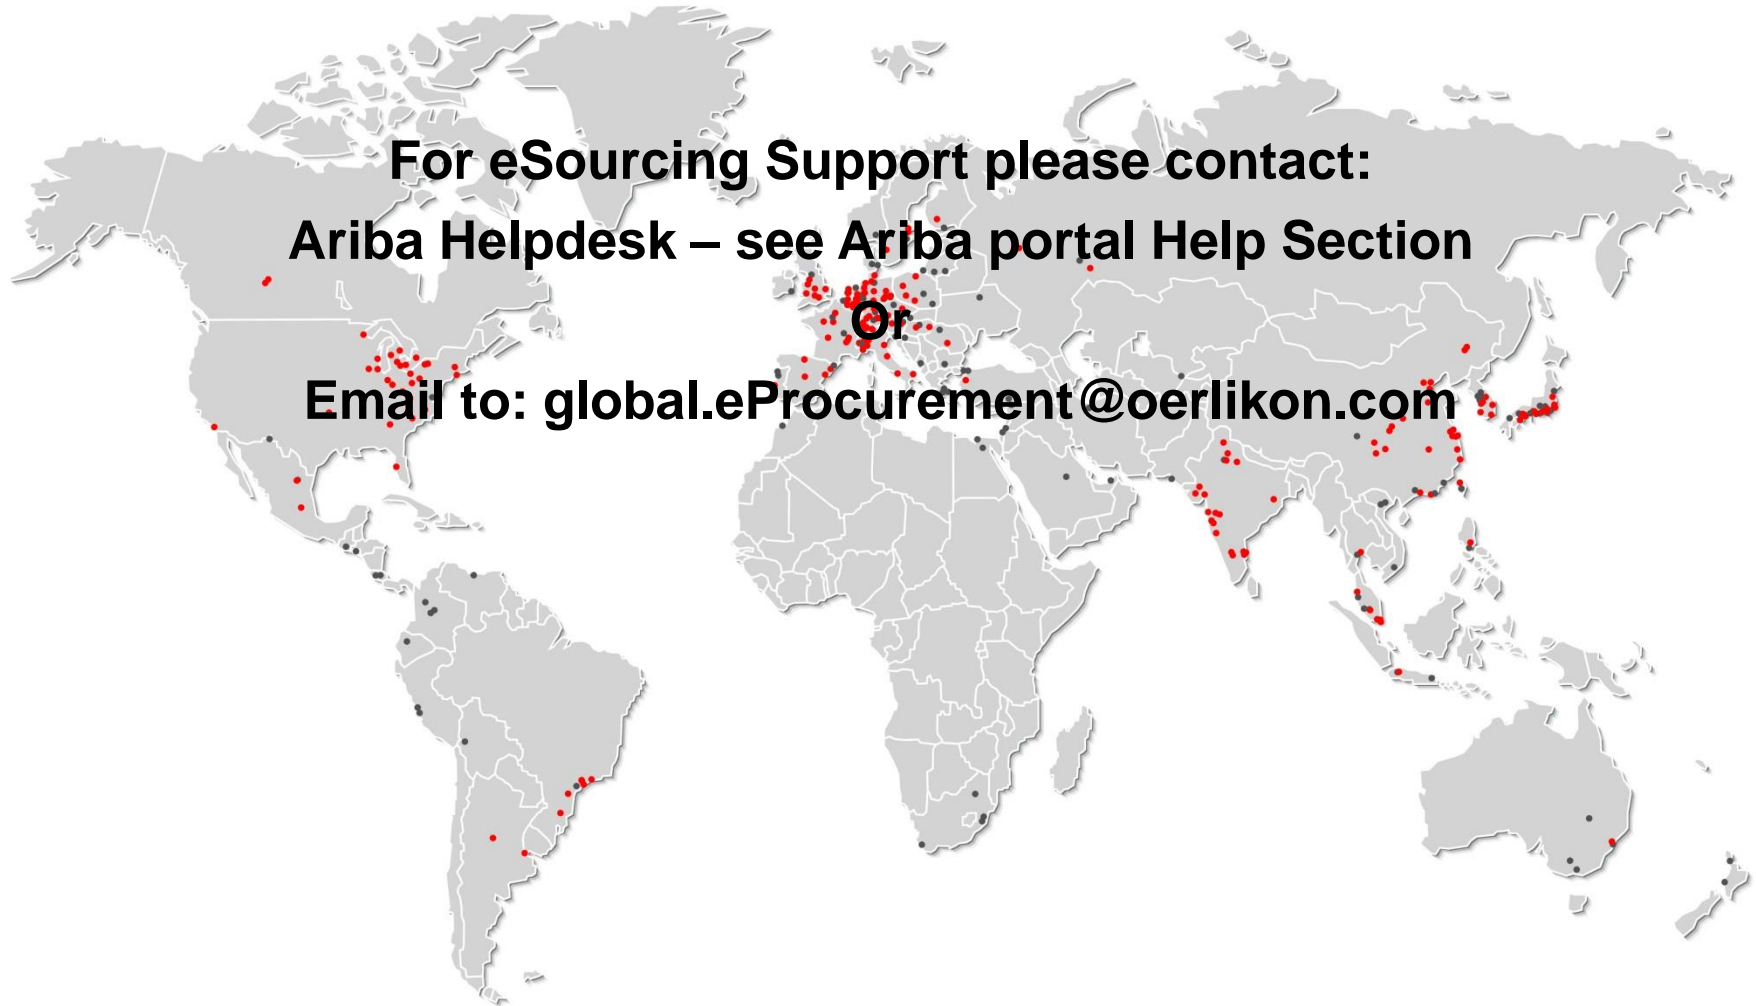 For eSourcing Support please contact:
Ariba Helpdesk – see Ariba portal Help Section
Or
Email to: global.eProcurement@oerlikon.com